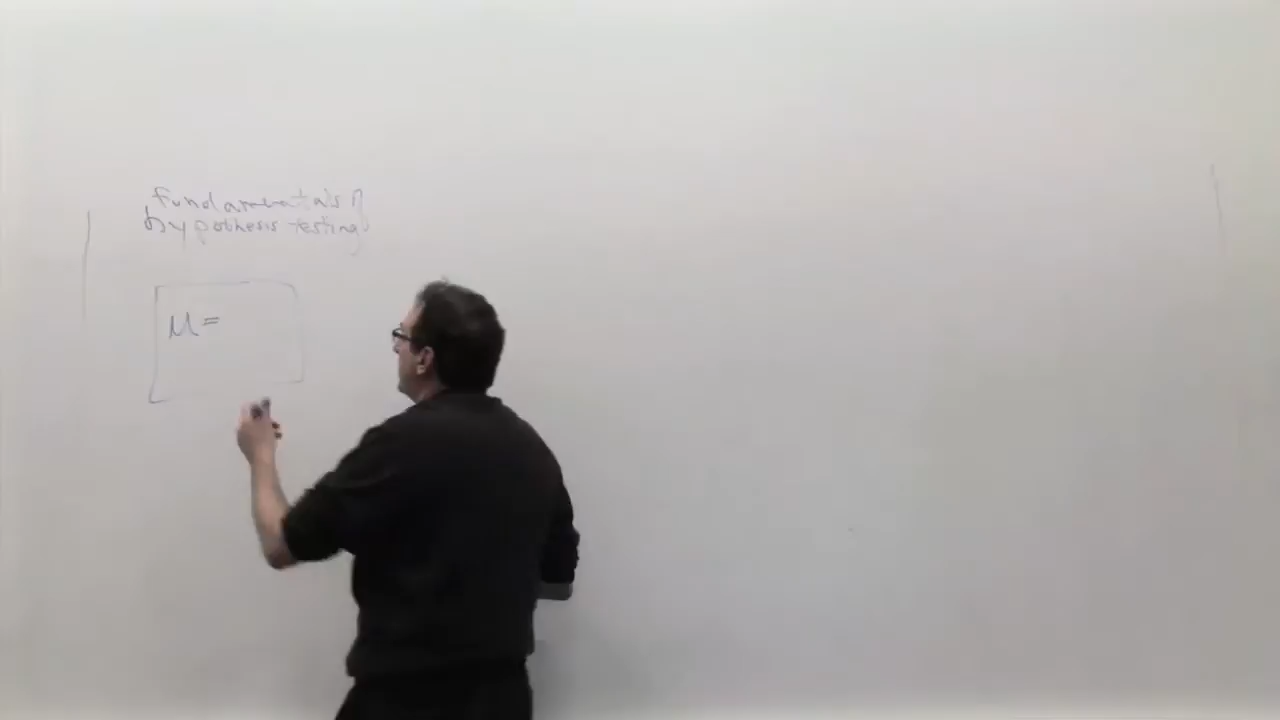 fundamentals of
hypothesis testing
μ =